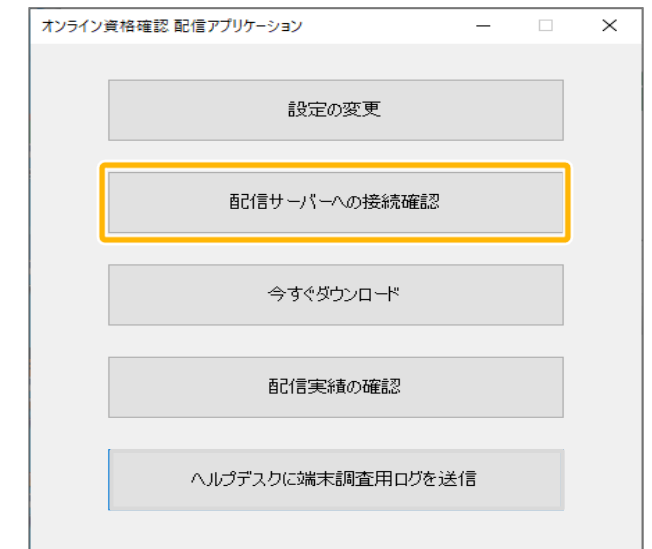 オンライン資格確認 配信アプリケーション
設定の変更
配信サーバーへの接続確認
今すぐダウンロード
配信実績の確認
ヘルプデスクに端末調査用ログを送信